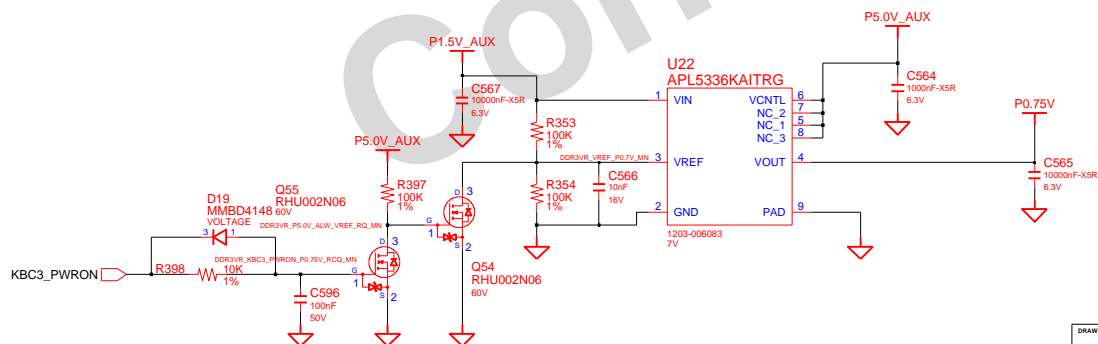 Con
P5.0V_AUX
P1.5V_AUX
U22
APL5336KAITRG
C567
10000nF-X5R
6.3V
1 VIN
VCNTL 6
NC_2 7
NC_1 5
NC_3 8
C564
1000nF-X5R
6.3V
P0.75V
R353
100K
1%
P5.0V_AUX
DDR3VR_VREF_P0.7V_MN
3 VREF
VOUT 4
C565
10000nF-X5R
6.3V
R397
100K
1%
D 3
R354
100K
1%
C566
10nF
16V
D19
MMBD4148
VOLTAGE
Q55
RHU002N06
60V
DDR3VR_P5.0V_ALW_VREF_RQ_MN
G
1
S
2
2 GND
PAD 9
1203-006083
7V
3 1
D 3
KBC3_PWRON
R398
10K
1%
DDR3VR_KBC3_PWRON_P0.75V_RCQ_MN
G
1
S
2
Q54
RHU002N06
60V
C596
100nF
50V
DRAW